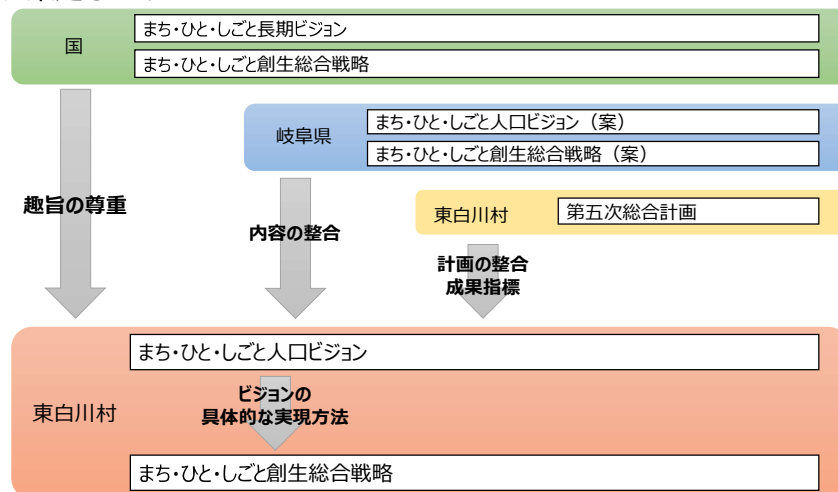 国
まち・ひと・しごと長期ビジョン
まち・ひと・しごと創生総合戦略
岐阜県
まち・ひと・しごと人口ビジョン（案）
まち・ひと・しごと創生総合戦略（案）
趣旨の尊重
内容の整合
東白川村
第五次総合計画
計画の整合
成果指標
まち・ひと・しごと人口ビジョン
東白川村
ビジョンの
具体的な実現方法
まち・ひと・しごと創生総合戦略